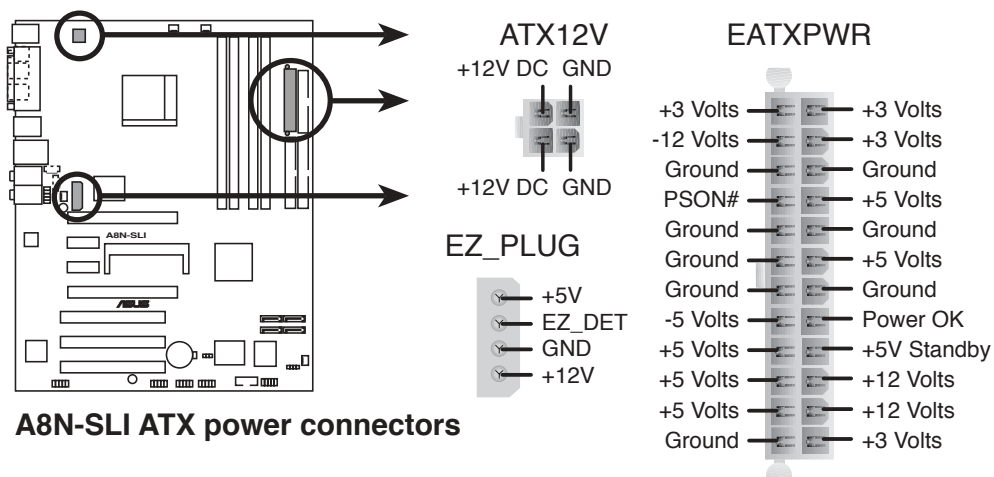 ATX12V
+12V DC GND
+12V DC GND
EZ_PLUG
+5V
EZ_DET
GND
+12V
EATXPWR
+3 Volts +3 Volts
-12 Volts +3 Volts
Ground Ground
PSON# +5 Volts
Ground Ground
Ground +5 Volts
Ground Ground
-5 Volts Power OK
+5 Volts +5V Standby
+5 Volts +12 Volts
+5 Volts +12 Volts
Ground +3 Volts
A8N-SLI
ASUS
A8N-SLI ATX power connectors